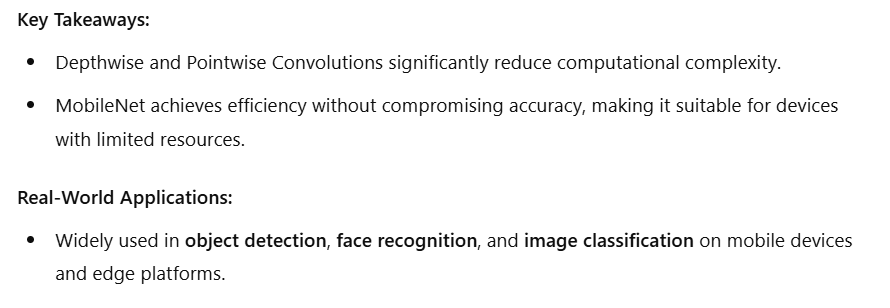 Key Takeaways:
• Depthwise and Pointwise Convolutions significantly reduce computational complexity.
• MobileNet achieves efficiency without compromising accuracy, making it suitable for devices
with limited resources.
Real-World Applications:
• Widely used in object detection, face recognition, and image classification on mobile devices
and edge platforms.